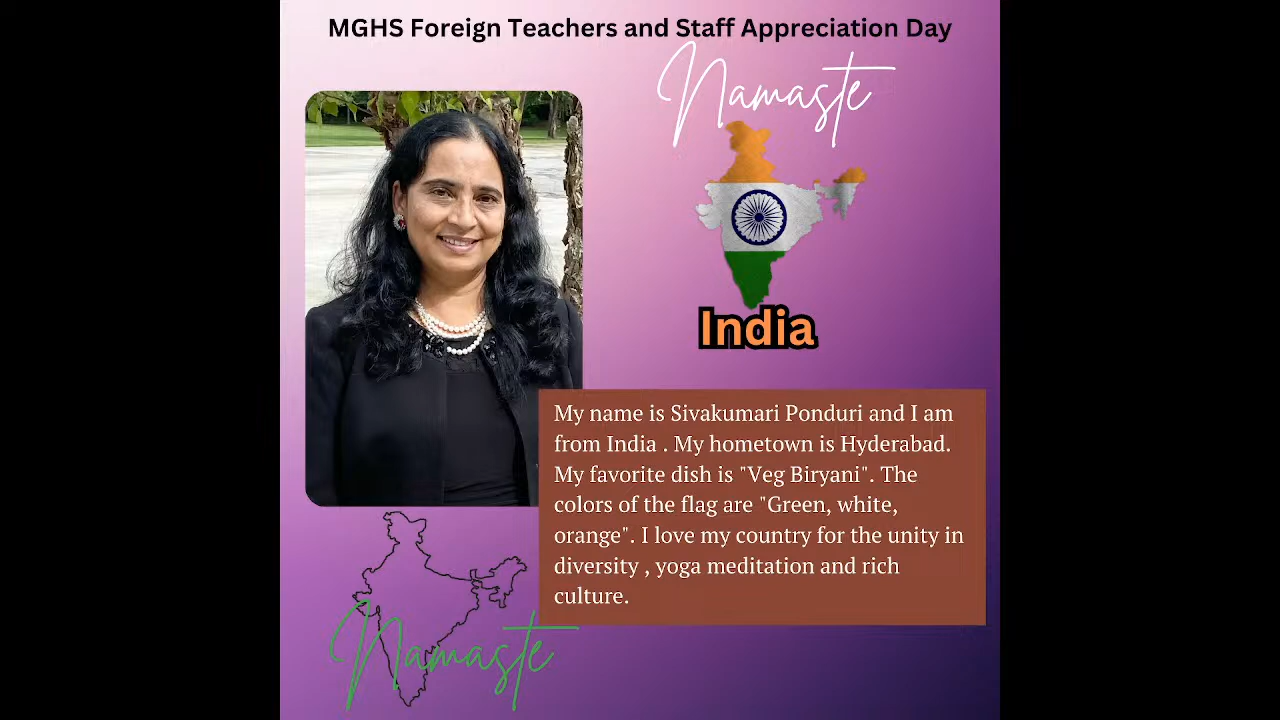 MGHS Foreign Teachers and Staff Appreciation Day
Namaste
India
My name is Sivakumari Ponduri and I am
from India . My hometown is Hyderabad.
My favorite dish is "Veg Biryani". The
colors of the flag are "Green, white,
orange". I love my country for the unity in
diversity , yoga meditation and rich
culture.
Namaste